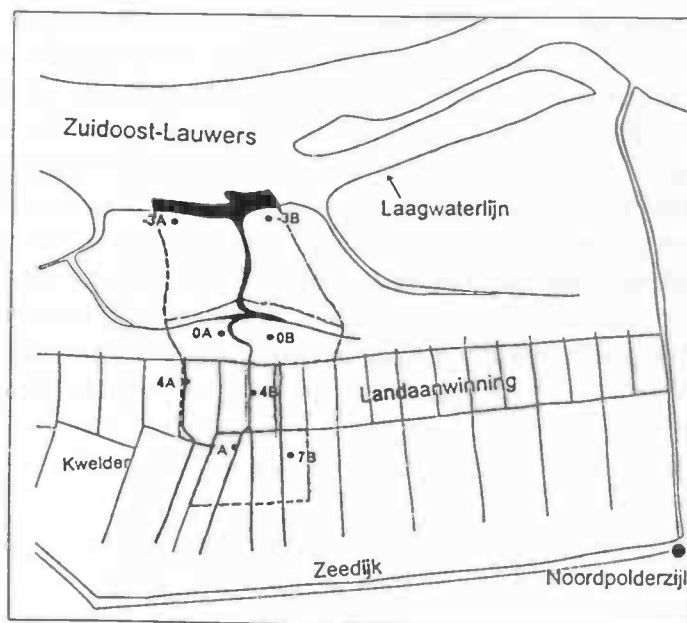 Zuidoost-Lauwers
Laagwaterlijn
-3A
-3B
0A
0B
4A
4B
Landaanwinning
A
7B
Kwelder
Zeedijk
Noordpolderzijl